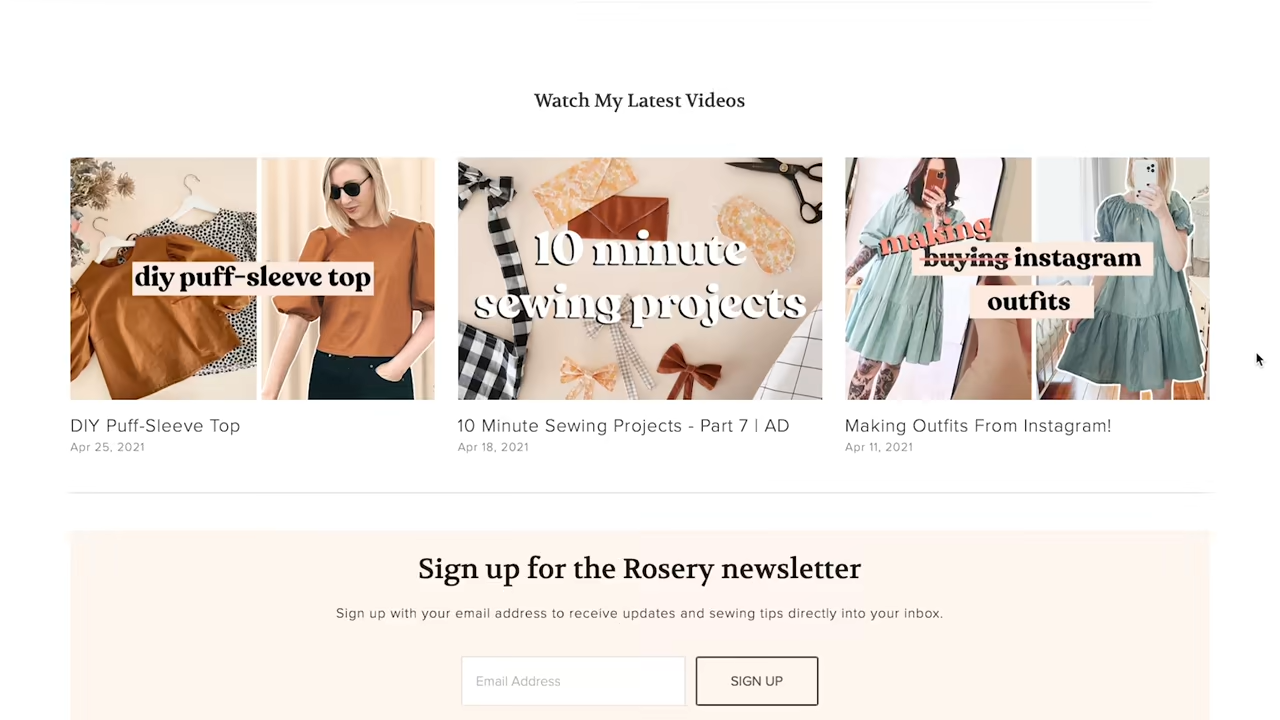 Watch My Latest Videos
diy puff-sleeve top
10 minute
sewing projects
making
buying instagram
outfits
DIY Puff-Sleeve Top
Apr 25, 2021
10 Minute Sewing Projects - Part 7 | AD
Apr 18, 2021
Making Outfits From Instagram!
Apr 11, 2021
Sign up for the Rosery newsletter
Sign up with your email address to receive updates and sewing tips directly into your inbox.
Email Address
SIGN UP